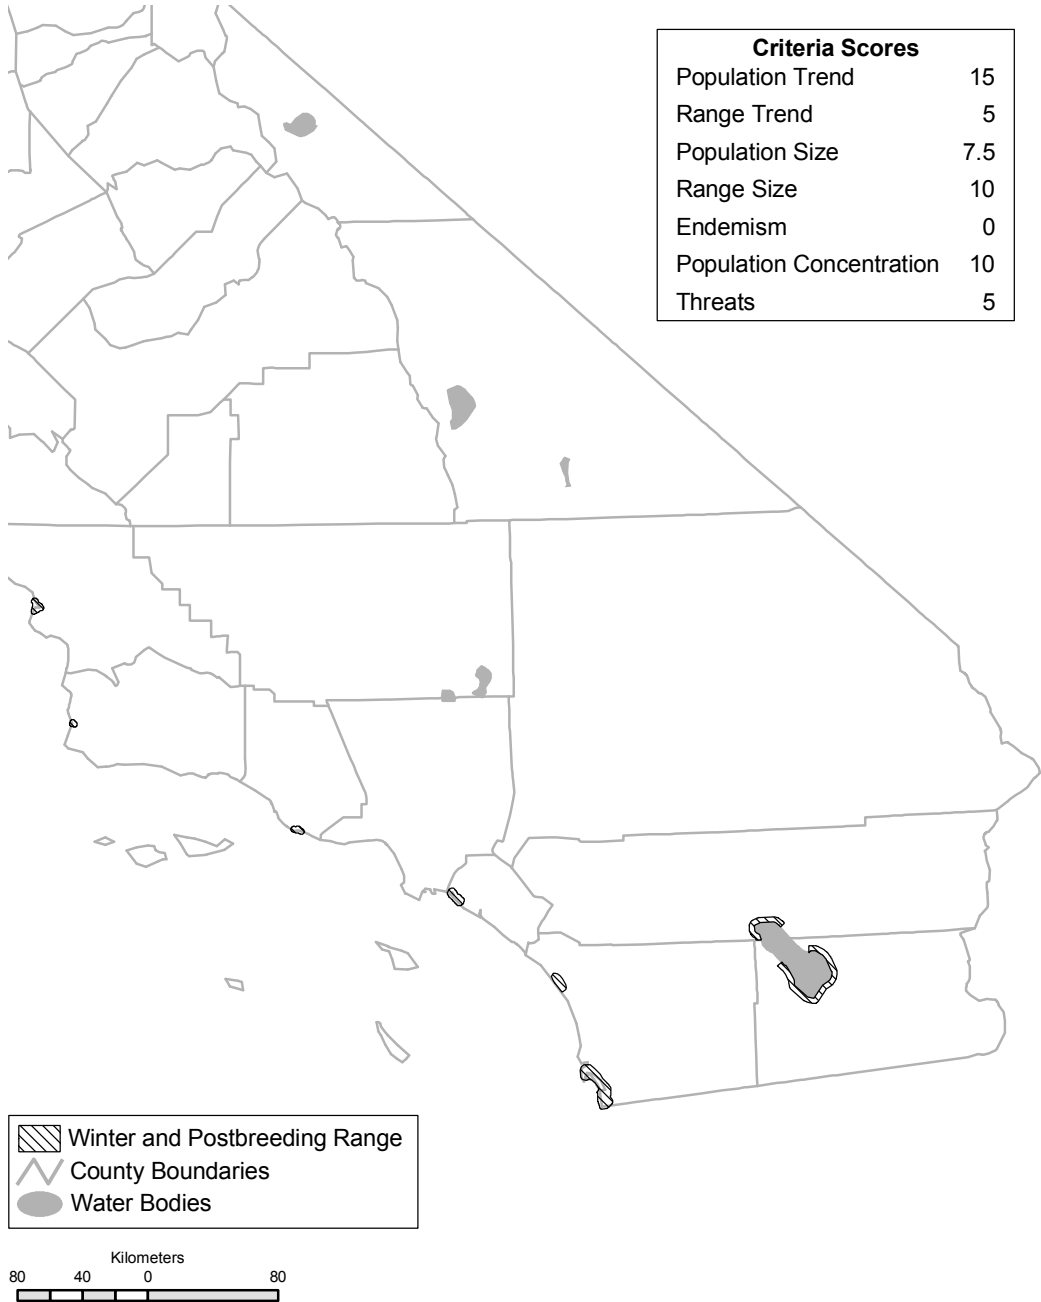 Criteria Scores
Population Trend 15
Range Trend 5
Population Size 7.5
Range Size 10
Endemism 0
Population Concentration 10
Threats 5
Winter and Postbreeding Range
County Boundaries
Water Bodies
Kilometers
80 40 0 80